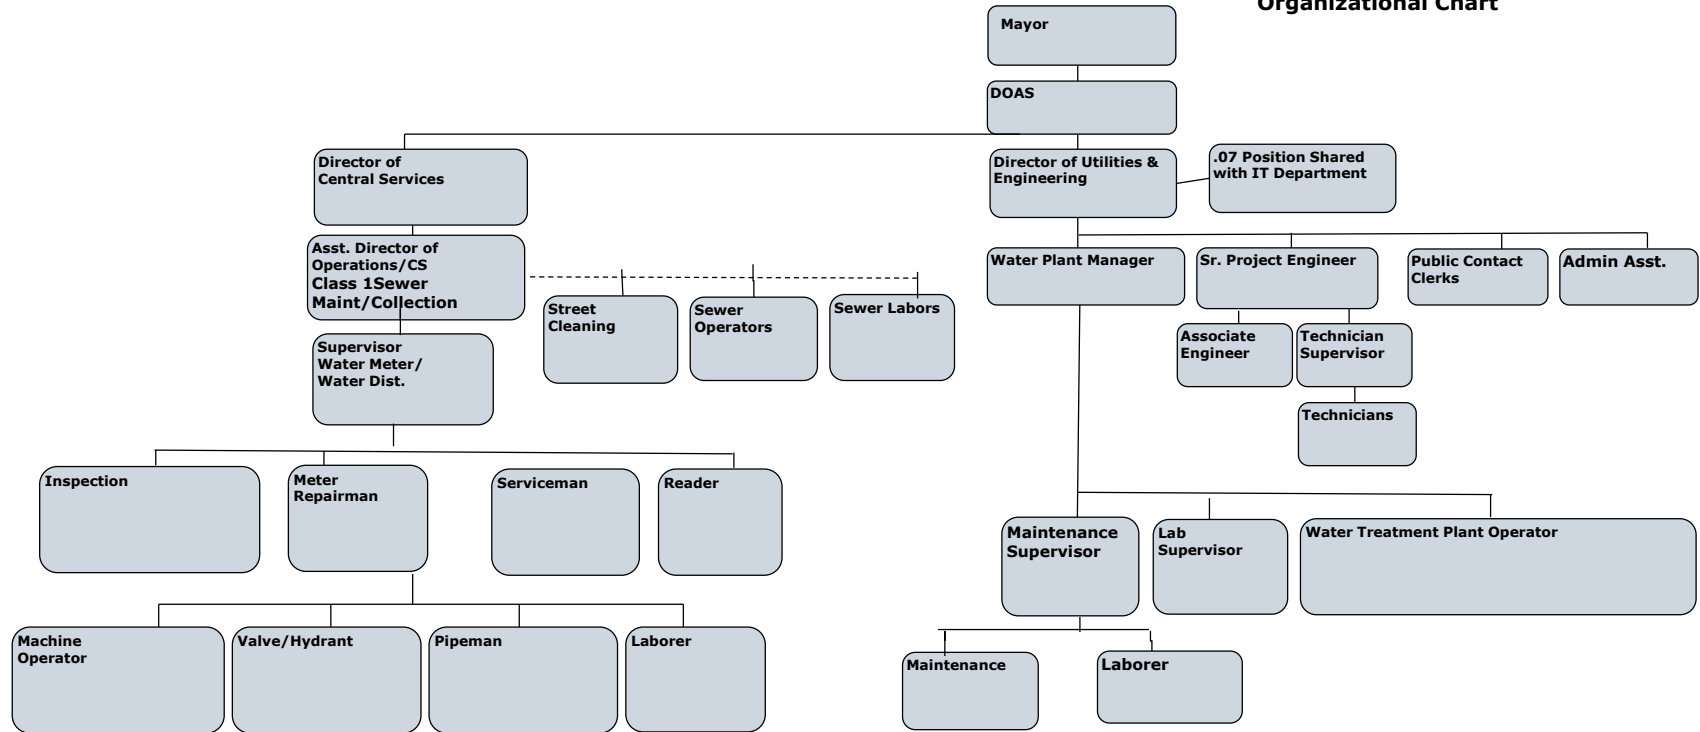 Organizational Chart
Mayor
DOAS
Director of
Central Services
Director of Utilities &
Engineering
.07 Position Shared
with IT Department
Asst. Director of
Operations/CS
Class 1Sewer
Maint/Collection
Street
Cleaning
Sewer
Operators
Sewer Labors
Water Plant Manager
Sr. Project Engineer
Public Contact
Clerks
Admin Asst.
Supervisor
Water Meter/
Water Dist.
Associate
Engineer
Technician
Supervisor
Technicians
Inspection
Meter
Repairman
Serviceman
Reader
Maintenance
Supervisor
Lab
Supervisor
Water Treatment Plant Operator
Machine
Operator
Valve/Hydrant
Pipeman
Laborer
Maintenance
Laborer